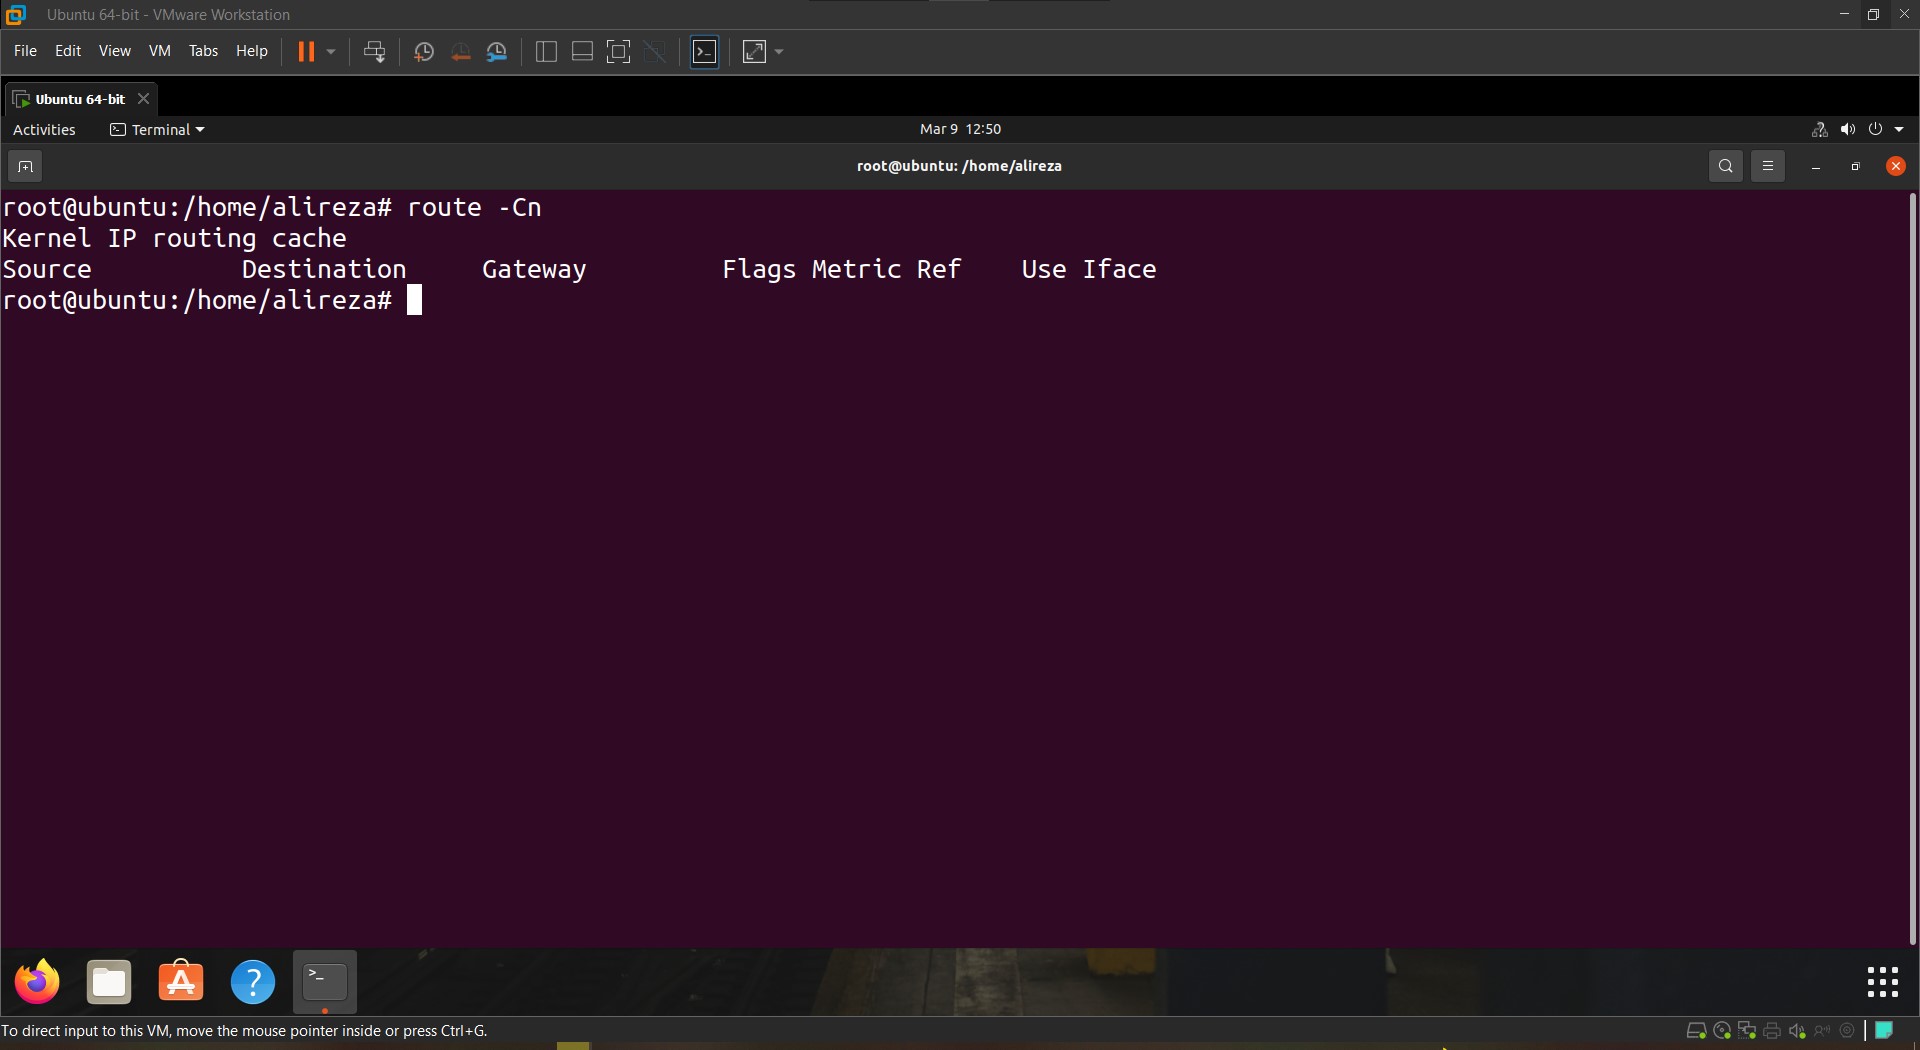 Ubuntu 64-bit - VMware Workstation
File Edit View VM Tabs Help
Ubuntu 64-bit
Activities Terminal Mar 9 12:50
root@ubuntu: /home/alireza
root@ubuntu:/home/alireza# route -Cn
Kernel IP routing cache
Source Destination Gateway Flags Metric Ref Use Iface
root@ubuntu:/home/alireza#
To direct input to this VM, move the mouse pointer inside or press Ctrl+G.